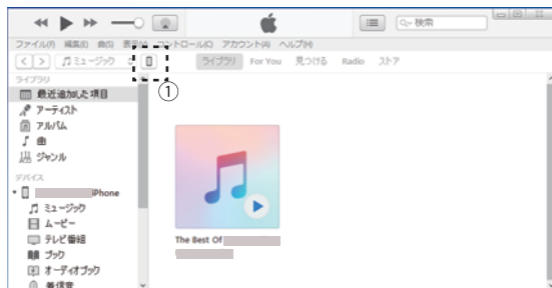 検索
ファイル(F) 編集(E) 曲(S) 表示(V) コントロール(C) アカウント(A) ヘルプ(H)
ミュージック
ライブラリ For You 見つける Radio ストア
①
ライブラリ
最近追加した項目
アーティスト
アルバム
曲
ジャンル
デバイス
iPhone
ミュージック
ムービー
テレビ番組
ブック
オーディオブック
着信音
The Best Of